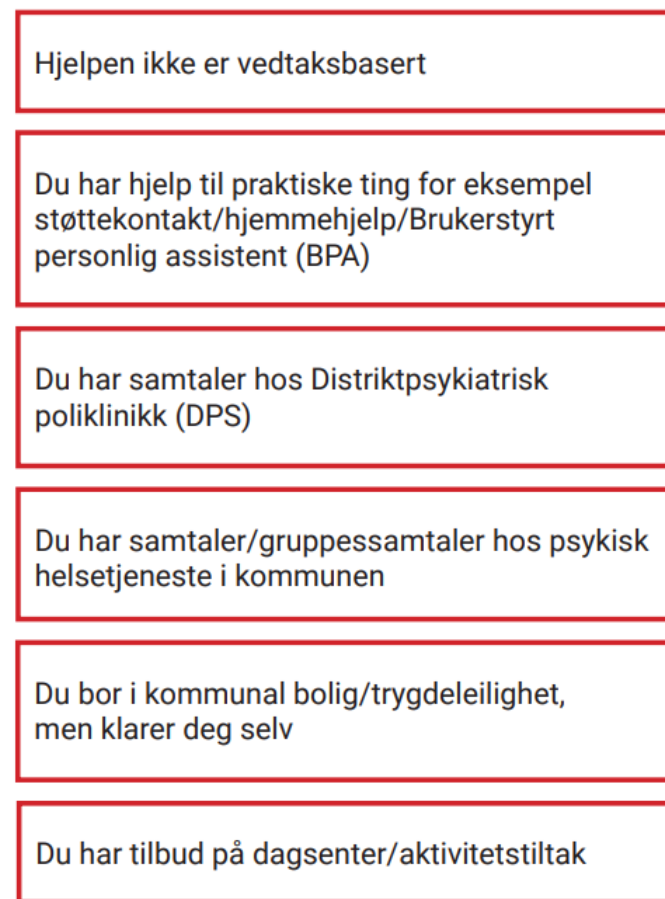 Hjelpen ikke er vedtaksbasert
Du har hjelp til praktiske ting for eksempel
støttekontakt/hjemmehjelp/Brukerstyrt
personlig assistent (BPA)
Du har samtaler hos Distriktpsykiatrisk
poliklinikk (DPS)
Du har samtaler/gruppessamtaler hos psykisk
helsetjeneste i kommunen
Du bor i kommunal bolig/trygdeleilighet,
men klarer deg selv
Du har tilbud på dagsenter/aktivitetstiltak